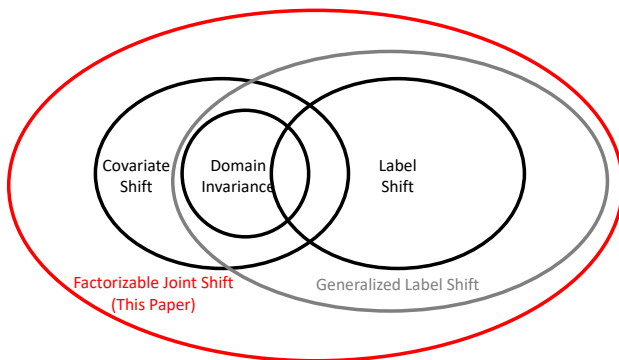 Covariate
Shift
Domain
Invariance
Label
Shift
Factorizable Joint Shift
(This Paper)
Generalized Label Shift